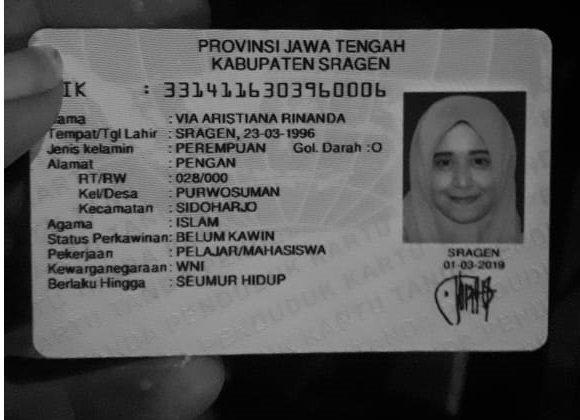 PROVINSI JAWA TENGAH
KABUPATEN SRAGEN
IK : 3314116303960006
ama : VIA ARISTIANA RINANDA
Tempat/Tgl Lahir : SRAGEN, 23-03-1996
Jenis kelamin : PEREMPUAN Gol. Darah :O
Alamat : PENGAN
RT/RW : 028/000
Kel/Desa : PURWOSUMAN
Kecamatan : SIDOHARJO
Agama : ISLAM
Status Perkawinan: BELUM KAWIN
Pekerjaan : PELAJAR/MAHASISWA
Kewarganegaraan: WNI
Berlaku Hingga : SEUMUR HIDUP
SRAGEN
01-03-2019